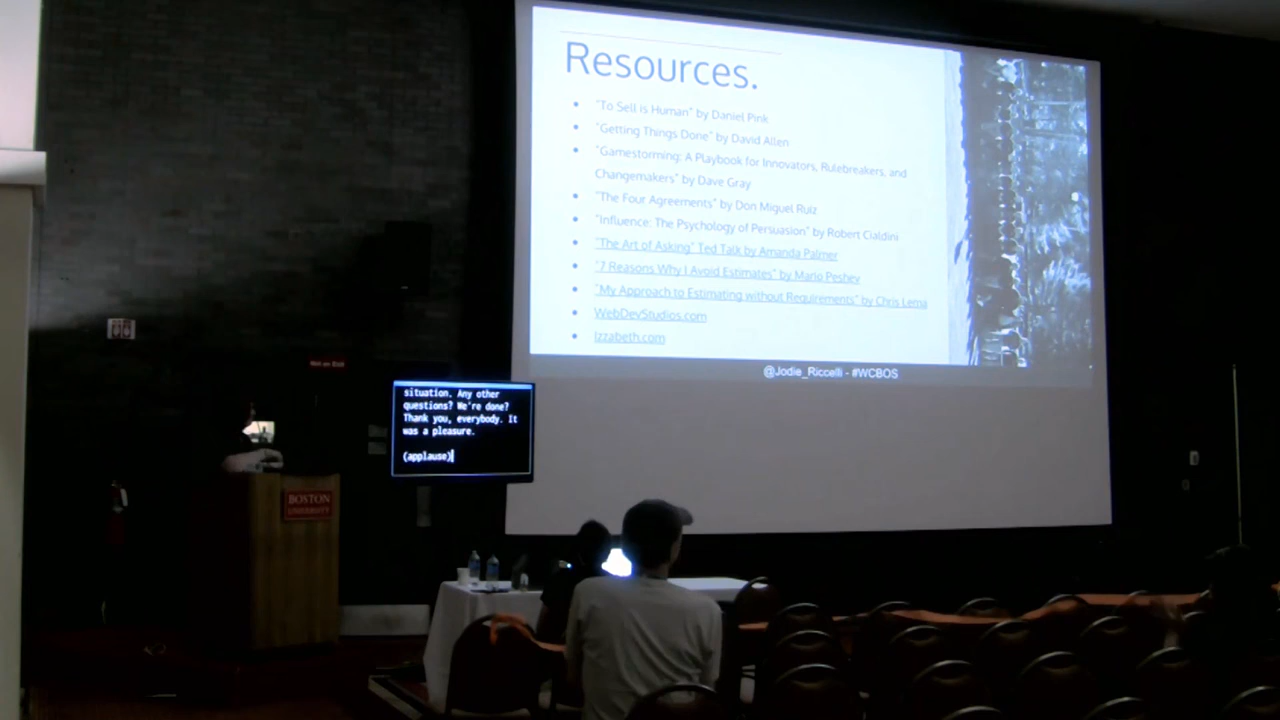 Resources.
"To Sell is Human" by Daniel Pink
"Getting Things Done" by David Allen
"Gamestorming: A Playbook for Innovators, Rulebreakers, and
Changemakers" by Dave Gray
"The Four Agreements" by Don Miguel Ruiz
"Influence: The Psychology of Persuasion" by Robert Cialdini
"The Art of Asking" Ted Talk by Amanda Palmer
"7 Reasons Why I Avoid Estimates" by Mario Peshev
"My Approach to Estimating without Requirements" by Chris Lema
WebDevStudios.com
Izzabeth.com
@Jodie_Riccelli - #WCBOS
Not an Exit
situation. Any other
questions? We're done?
Thank you, everybody. It
was a pleasure.
(applause)
BOSTON
UNIVERSITY